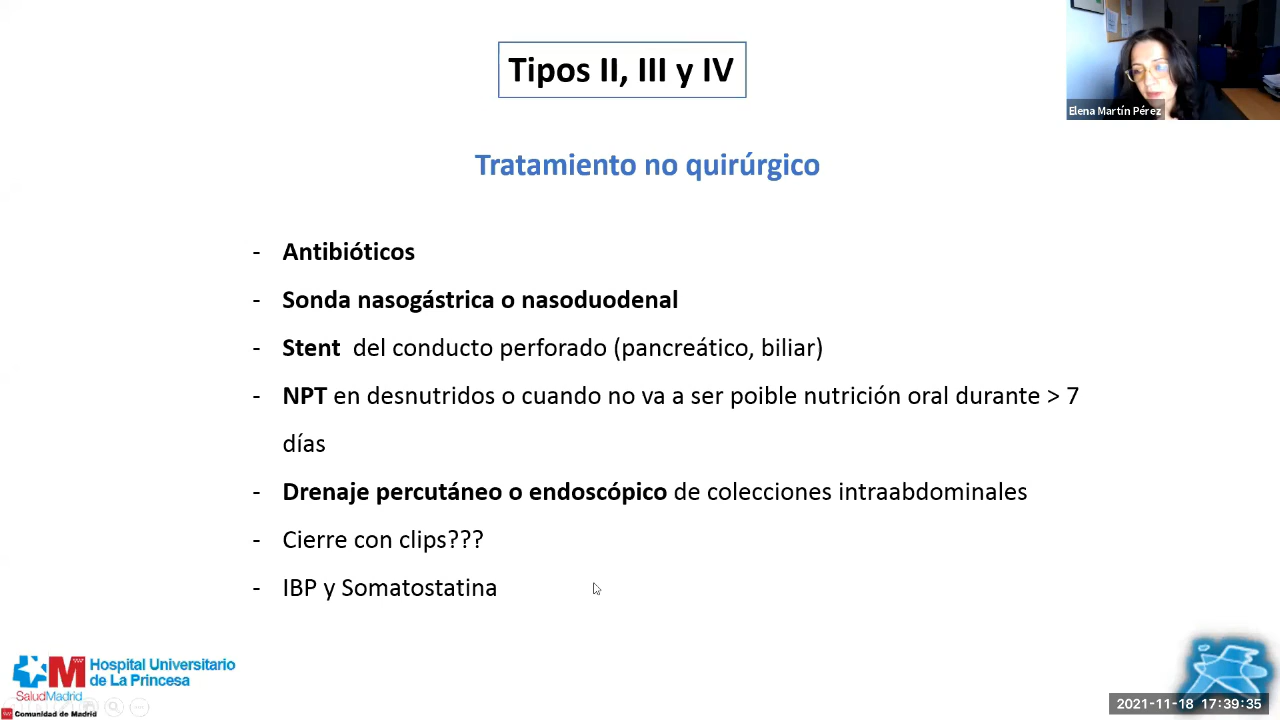 Tipos II, III y IV
Elena Martín Pérez
Tratamiento no quirúrgico
- Antibióticos
- Sonda nasogástrica o nasoduodenal
- Stent del conducto perforado (pancreático, biliar)
- NPT en desnutridos o cuando no va a ser poible nutrición oral durante > 7
días
- Drenaje percutáneo o endoscópico de colecciones intraabdominales
- Cierre con clips???
- IBP y Somatostatina
Hospital Universitario
de La Princesa
SaludMadrid
Comunidad de Madrid
2021-11-18 17:39:35